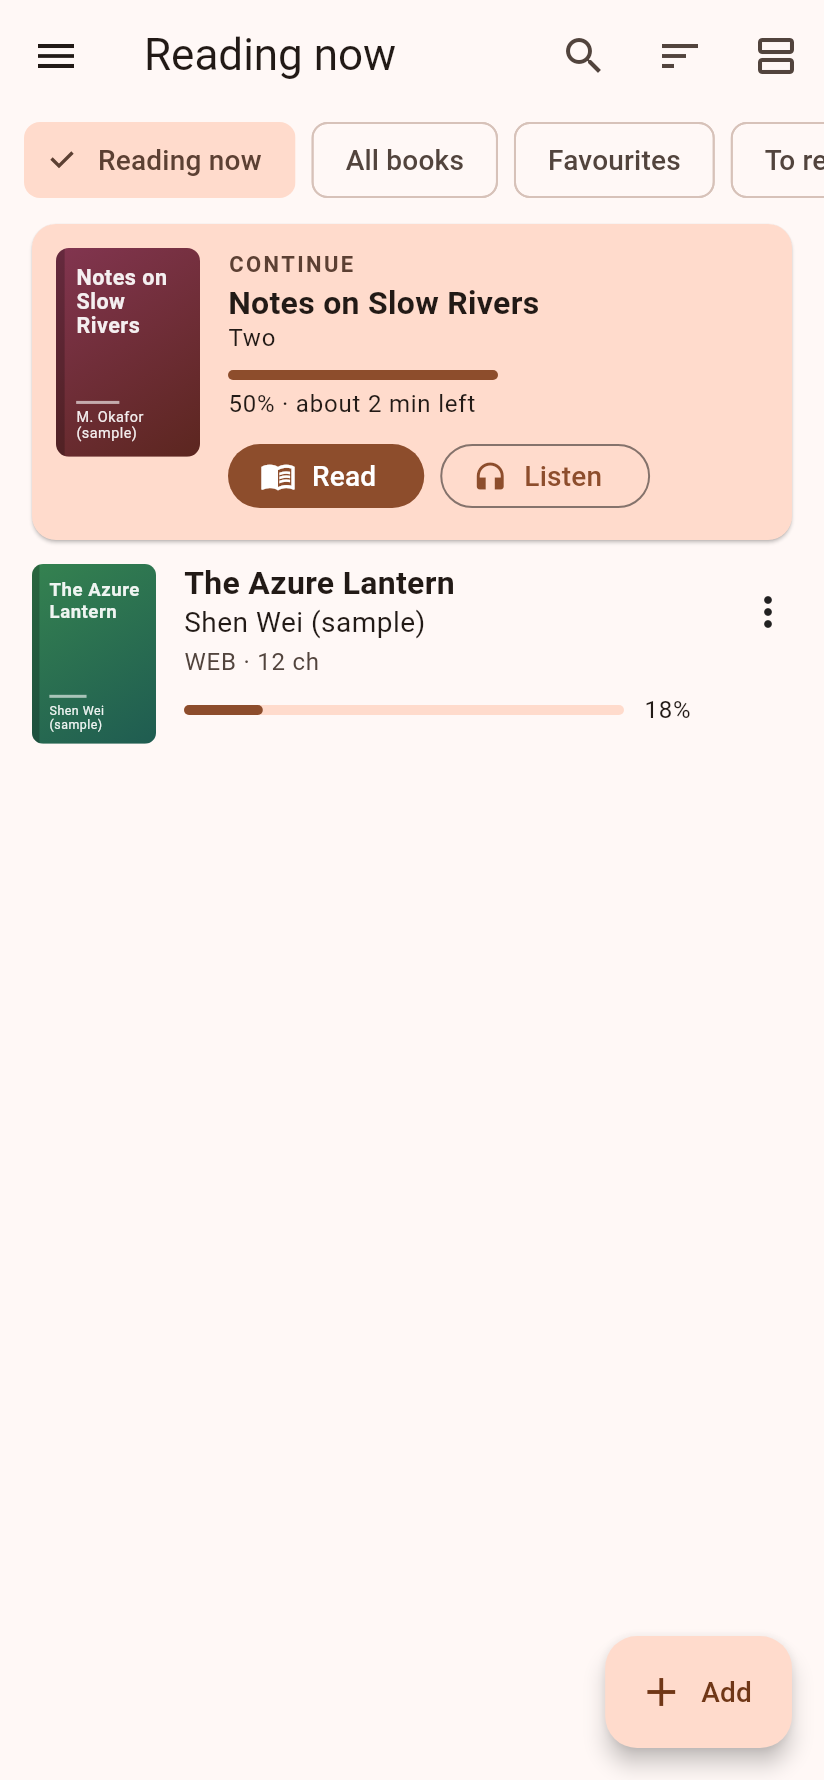 Reading now
Reading now
All books
Favourites
To re
Notes on
Slow
Rivers
M. Okafor
(sample)
CONTINUE
Notes on Slow Rivers
Two
50% · about 2 min left
Read
Listen
The Azure
Lantern
Shen Wei
(sample)
The Azure Lantern
Shen Wei (sample)
WEB · 12 ch
18%
Add